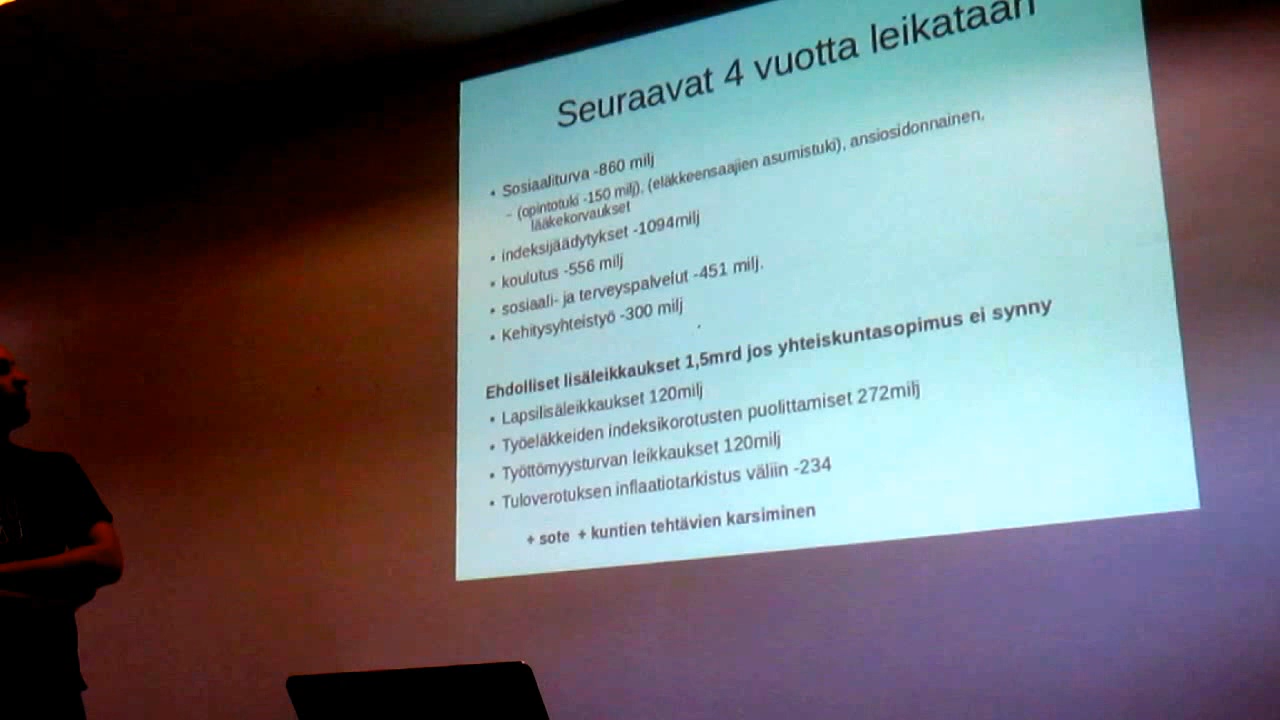 Seuraavat 4 vuotta leikataan
• Sosiaaliturva -860 milj
– (opintotuki -150 milj), (eläkkeensaajien asumistuki), ansiosidonnainen,
lääkekorvaukset
• indeksijäädytykset -1094milj
• koulutus -556 milj
• sosiaali- ja terveyspalvelut -451 milj.
• Kehitysyhteistyö -300 milj
Ehdolliset lisäleikkaukset 1,5mrd jos yhteiskuntasopimus ei synny
• Lapsilisäleikkaukset 120milj
• Työeläkkeiden indeksikorotusten puolittamiset 272milj
• Työttömyysturvan leikkaukset 120milj
• Tuloverotuksen inflaatiotarkistus väliin -234
+ sote + kuntien tehtävien karsiminen